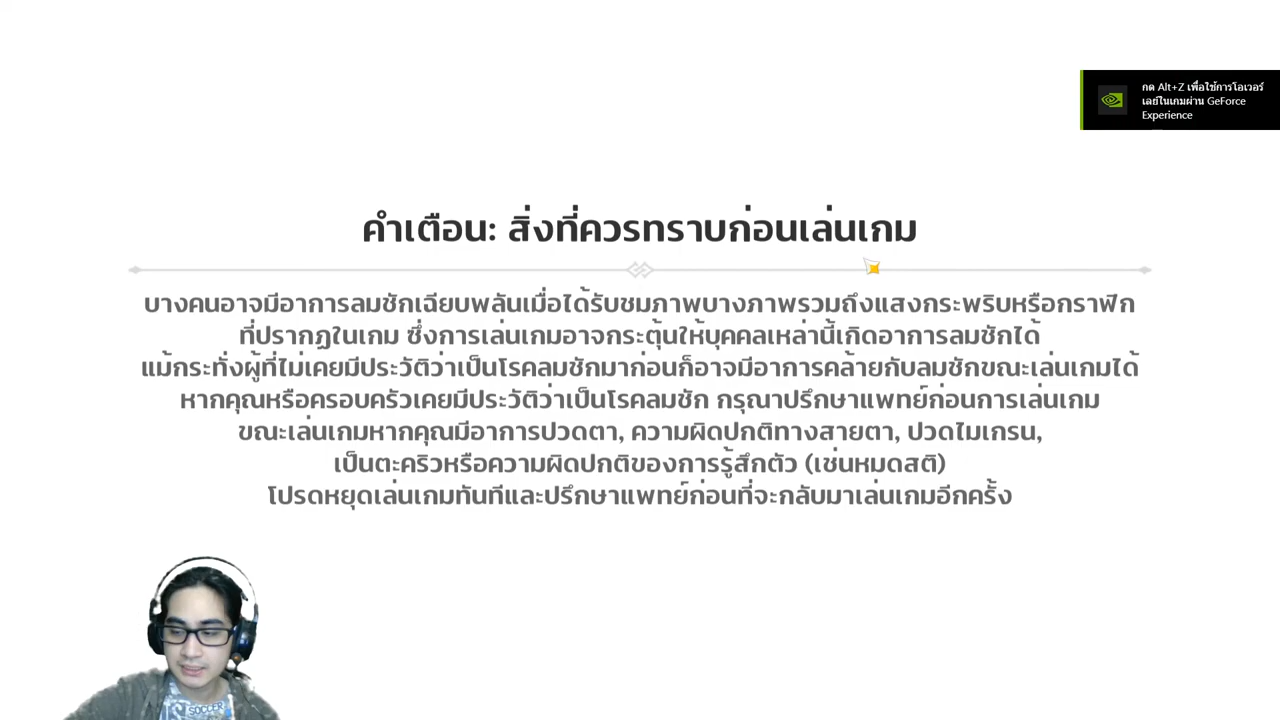 กด Alt+Z เพื่อใช้การโอเวอร์
เลย์ในเกมผ่าน GeForce
Experience
คำเตือน: สิ่งที่ควรทราบก่อนเล่นเกม
บางคนอาจมีอาการลมชักเฉียบพลันเมื่อได้รับชมภาพบางภาพรวมถึงแสงกระพริบหรือกราฟิก
ที่ปรากฏในเกม ซึ่งการเล่นเกมอาจกระตุ้นให้บุคคลเหล่านี้เกิดอาการลมชักได้
แม้กระทั่งผู้ที่ไม่เคยมีประวัติว่าเป็นโรคลมชักมาก่อนก็อาจมีอาการคล้ายกับลมชักขณะเล่นเกมได้
หากคุณหรือครอบครัวเคยมีประวัติว่าเป็นโรคลมชัก กรุณาปรึกษาแพทย์ก่อนการเล่นเกม
ขณะเล่นเกมหากคุณมีอาการปวดตา, ความผิดปกติทางสายตา, ปวดไมเกรน,
เป็นตะคริวหรือความผิดปกติของการรู้สึกตัว (เช่นหมดสติ)
โปรดหยุดเล่นเกมทันทีและปรึกษาแพทย์ก่อนที่จะกลับมาเล่นเกมอีกครั้ง
SOCCER